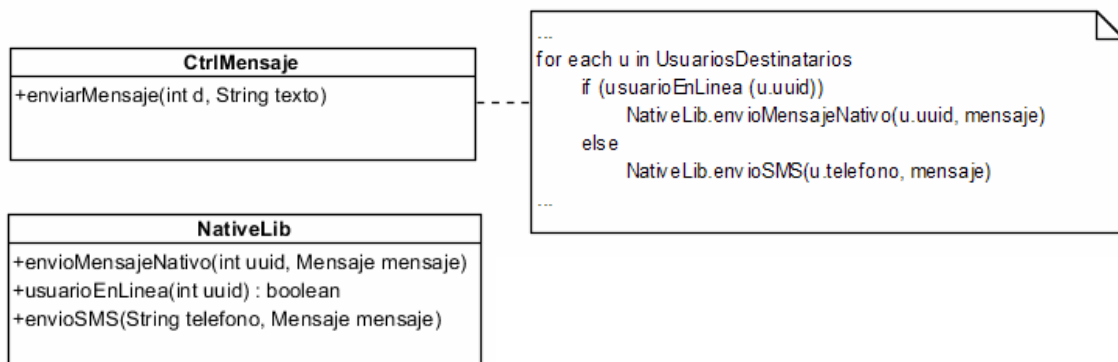 CtrlMensaje
+enviarMensaje(int d, String texto)
...
for each u in UsuariosDestinatarios
if (usuarioEnLinea (u.uuid))
NativeLib.envioMensajeNativo(u.uuid, mensaje)
else
NativeLib.envioSMS(u.telefono, mensaje)
...
NativeLib
+envioMensajeNativo(int uuid, Mensaje mensaje)
+usuarioEnLinea(int uuid) : boolean
+envioSMS(String telefono, Mensaje mensaje)